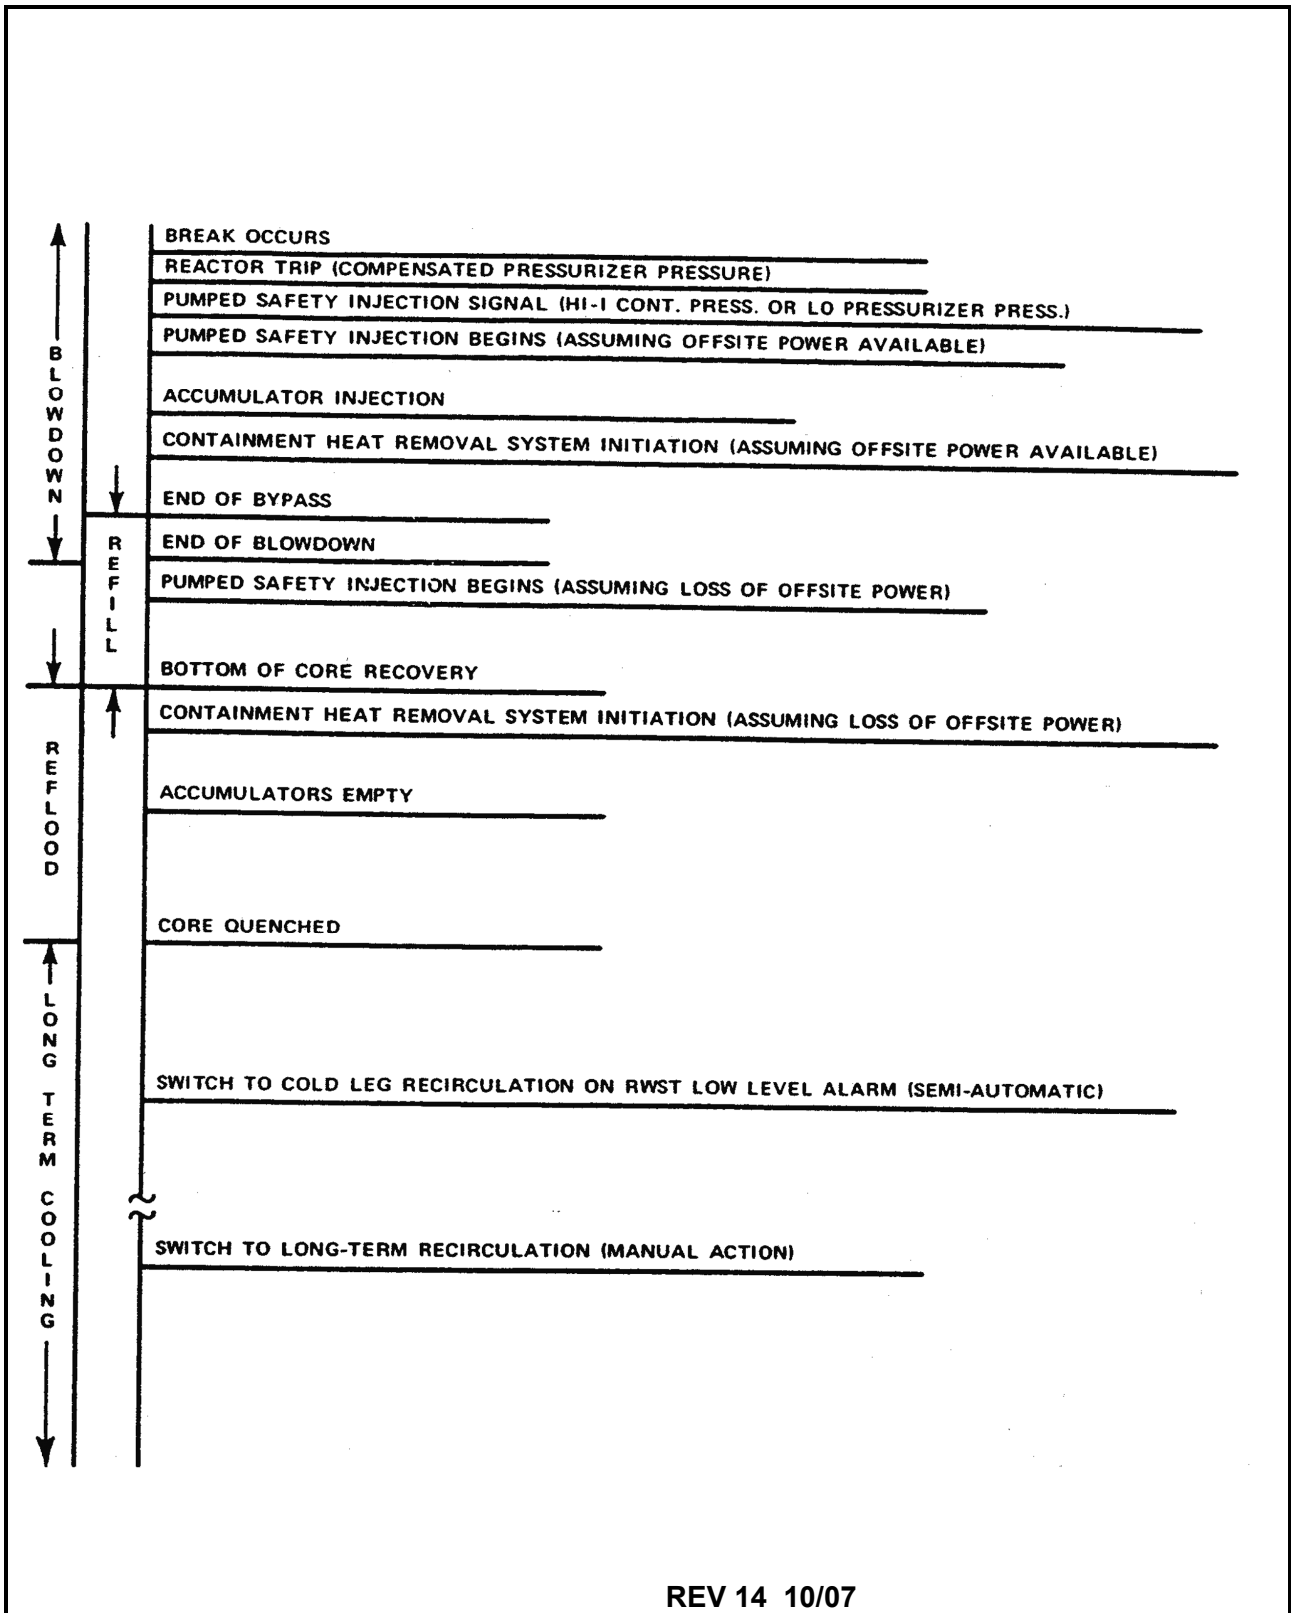 BREAK OCCURS
REACTOR TRIP (COMPENSATED PRESSURIZER PRESSURE)
PUMPED SAFETY INJECTION SIGNAL (HI-I CONT. PRESS. OR LO PRESSURIZER PRESS.)
PUMPED SAFETY INJECTION BEGINS (ASSUMING OFFSITE POWER AVAILABLE)
ACCUMULATOR INJECTION
CONTAINMENT HEAT REMOVAL SYSTEM INITIATION (ASSUMING OFFSITE POWER AVAILABLE)
BLOWDOWN
END OF BYPASS
END OF BLOWDOWN
REFILL
PUMPED SAFETY INJECTION BEGINS (ASSUMING LOSS OF OFFSITE POWER)
BOTTOM OF CORE RECOVERY
CONTAINMENT HEAT REMOVAL SYSTEM INITIATION (ASSUMING LOSS OF OFFSITE POWER)
REFLOOD
ACCUMULATORS EMPTY
CORE QUENCHED
LONG TERM COOLING
SWITCH TO COLD LEG RECIRCULATION ON RWST LOW LEVEL ALARM (SEMI-AUTOMATIC)
SWITCH TO LONG-TERM RECIRCULATION (MANUAL ACTION)
REV 14 10/07